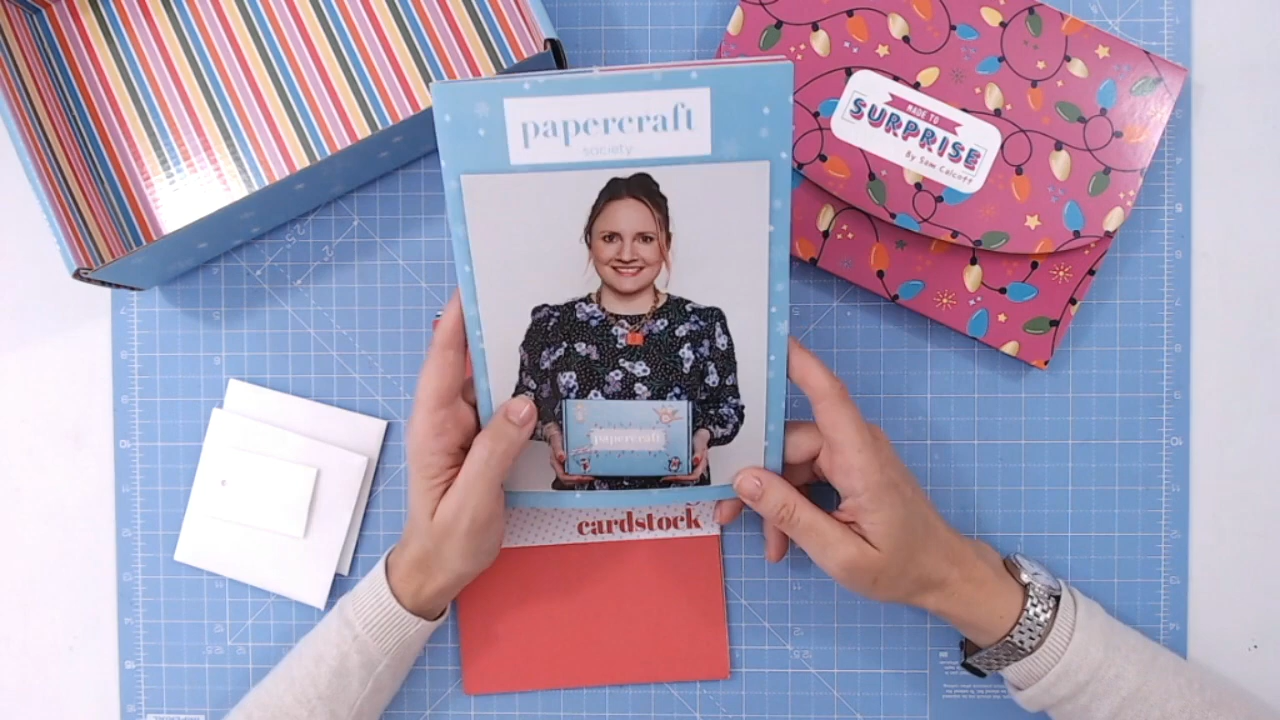 papercraft
society
MADE TO
SURPRISE
By Sam Calcott
papercraft
cardstock